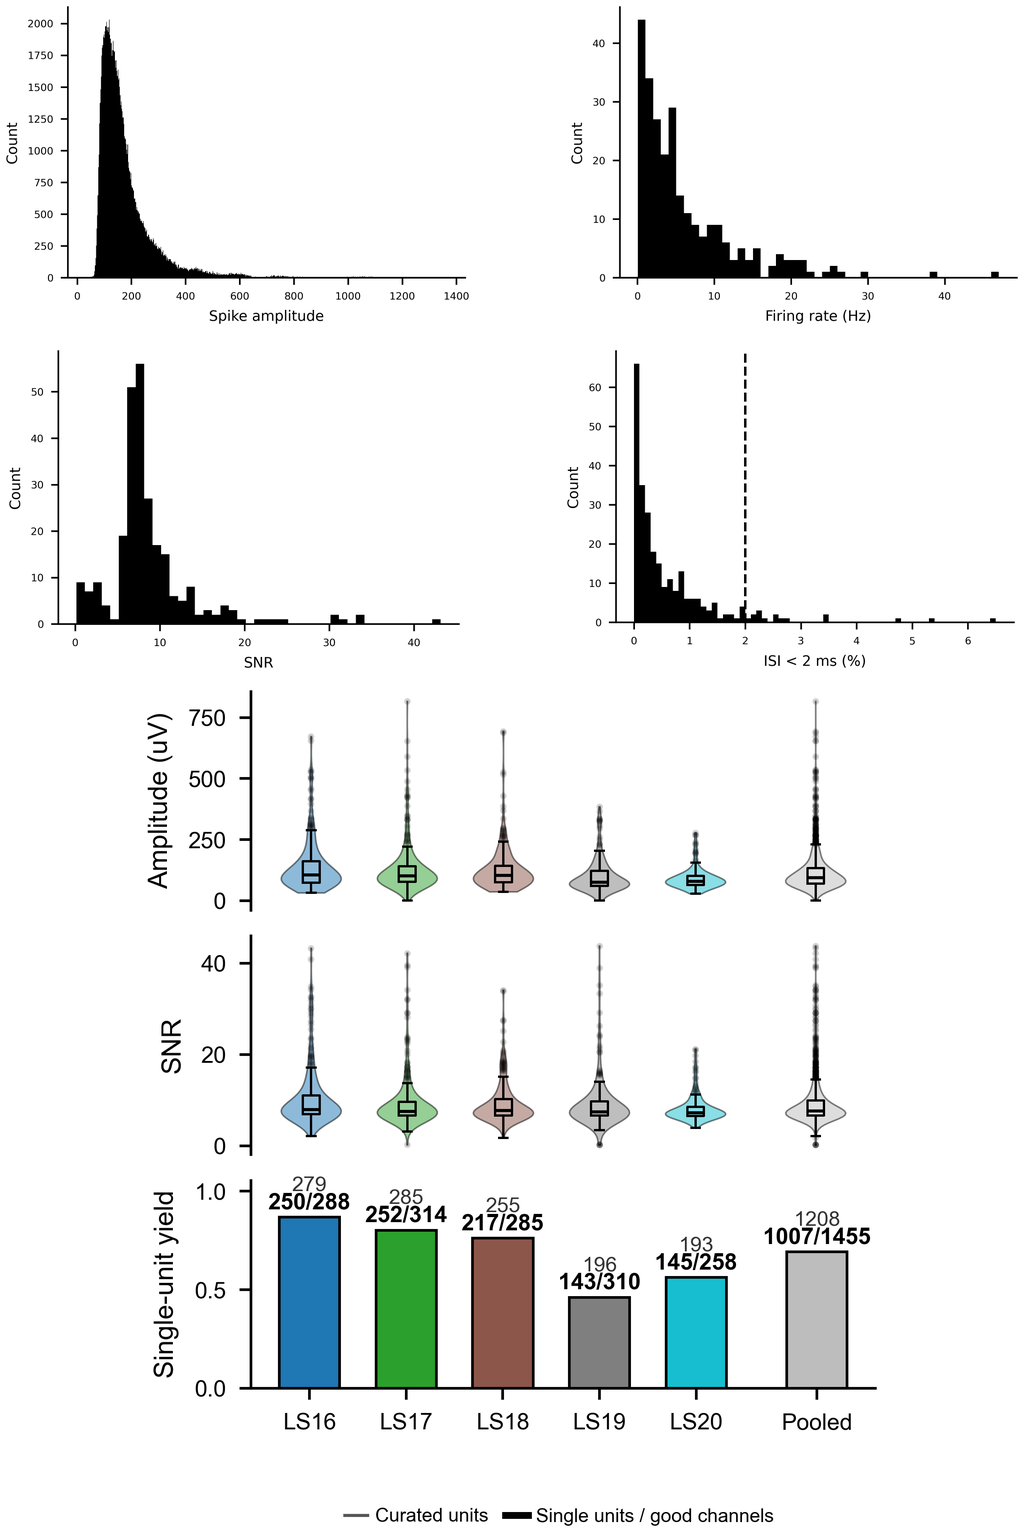 2000
1750
1500
1250
1000
750
500
250
0
Count
0 200 400 600 800 1000 1200 1400
Spike amplitude
40
30
20
10
0
Count
0 10 20 30 40
Firing rate (Hz)
50
40
30
20
10
0
Count
0 10 20 30 40
SNR
60
50
40
30
20
10
0
Count
0 1 2 3 4 5 6
ISI < 2 ms (%)
Amplitude (uV)
750
500
250
0
SNR
40
20
0
Single-unit yield
1.0
0.5
0.0
279
250/288
285
252/314
255
217/285
196
143/310
193
145/258
1208
1007/1455
LS16 LS17 LS18 LS19 LS20 Pooled
Curated units Single units / good channels